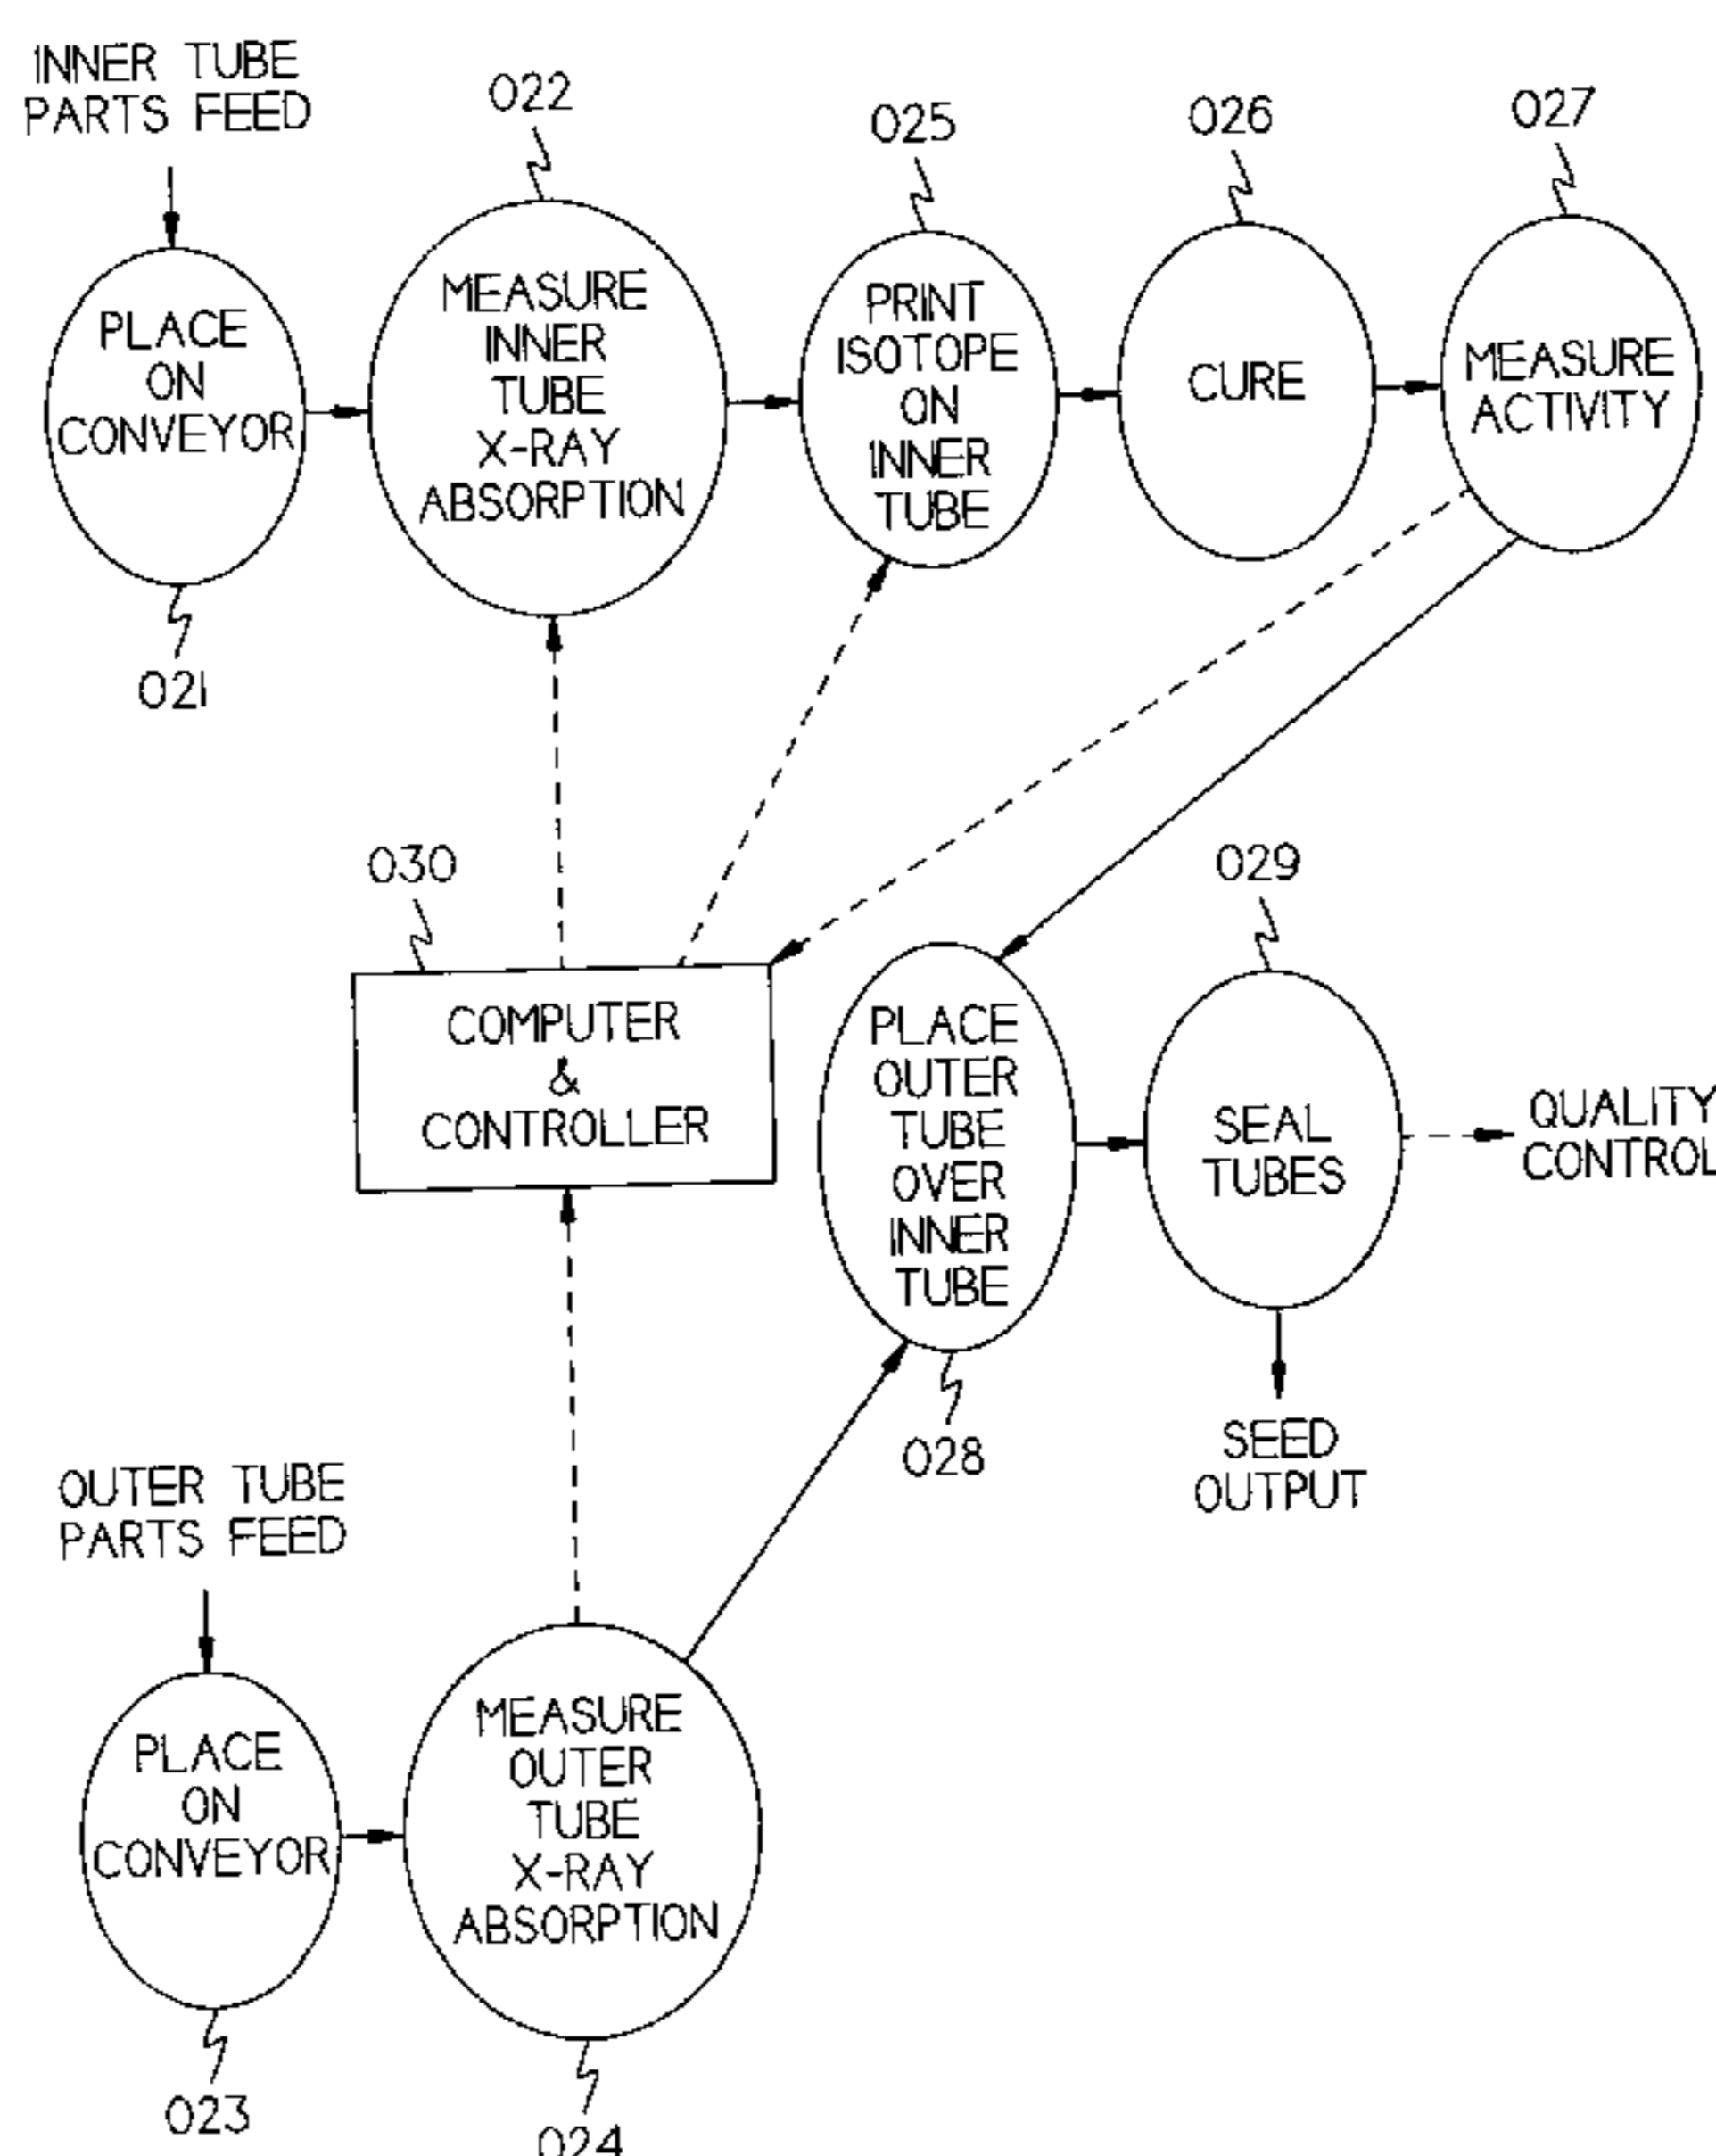 INNER TUBE
PARTS FEED
022
025
026
027
PLACE
ON
CONVEYOR
MEASURE
INNER
TUBE
X-RAY
ABSORPTION
PRINT
ISOTOPE
ON
INNER
TUBE
CURE
MEASURE
ACTIVITY
021
030
029
COMPUTER
&
CONTROLLER
PLACE
OUTER
TUBE
OVER
INNER
TUBE
SEAL
TUBES
QUALITY
CONTROL
028
SEED
OUTPUT
OUTER TUBE
PARTS FEED
PLACE
ON
CONVEYOR
MEASURE
OUTER
TUBE
X-RAY
ABSORPTION
023
024